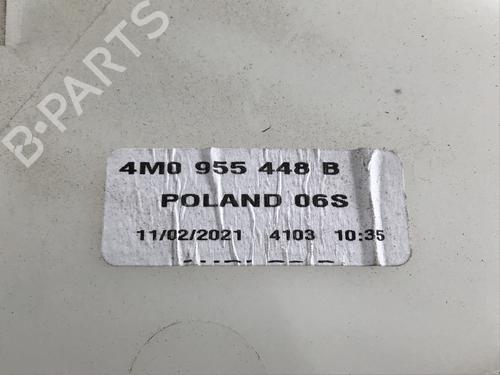 B-PARTS
4M0 955 448 B
POLAND 06S
11/02/2021 4103 10:35